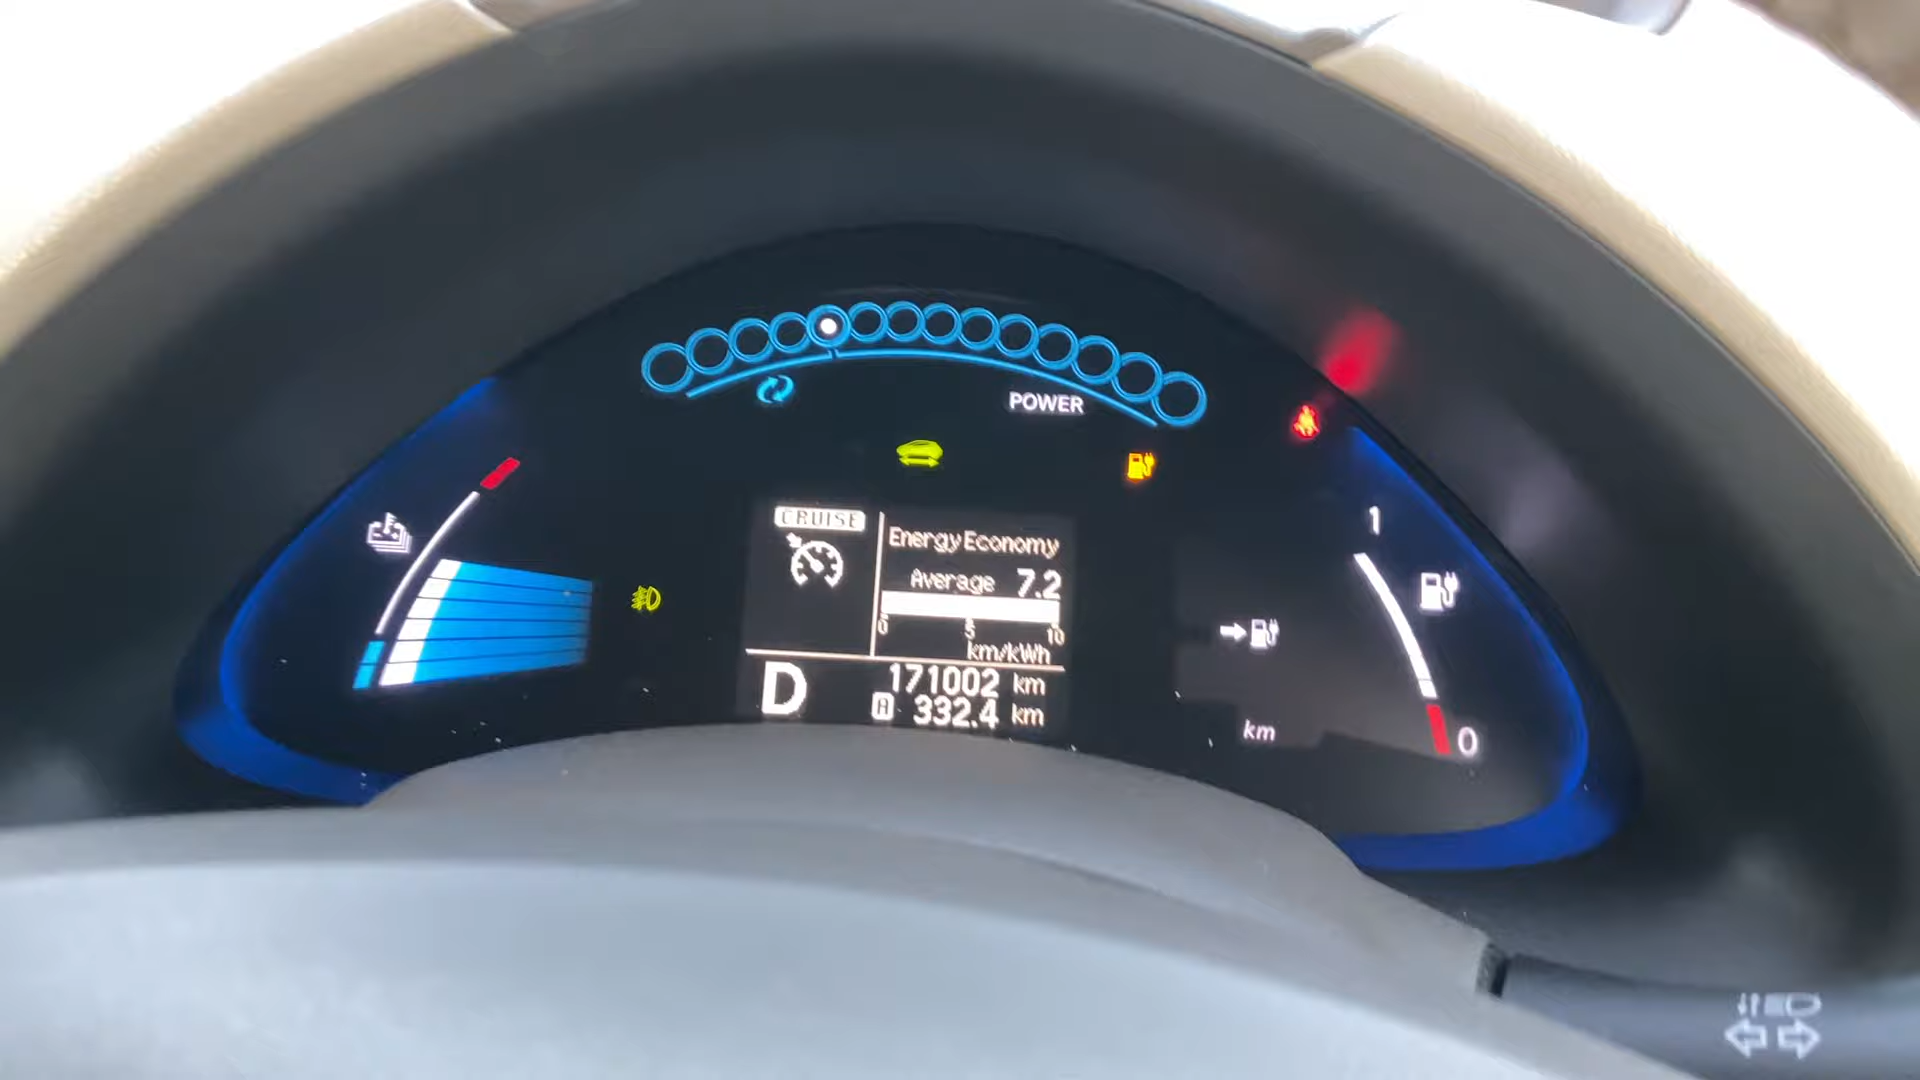 POWER
CRUISE
Energy Economy
Average 7.2
0 5 10
km/kWh
D
171002 km
A 332.4 km
1
0
km